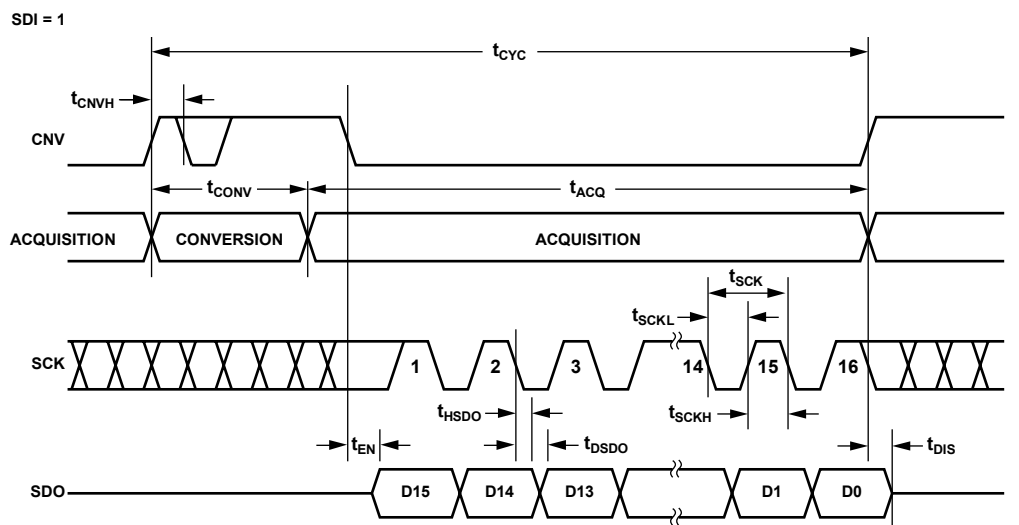 SDI = 1
tCYC
tCNVH
CNV
tCONV
tACQ
ACQUISITION
CONVERSION
ACQUISITION
tSCK
tSCKL
SCK
1
2
3
14
15
16
tHSDO
tSCKH
tEN
tDSDO
tDIS
SDO
D15
D14
D13
D1
D0